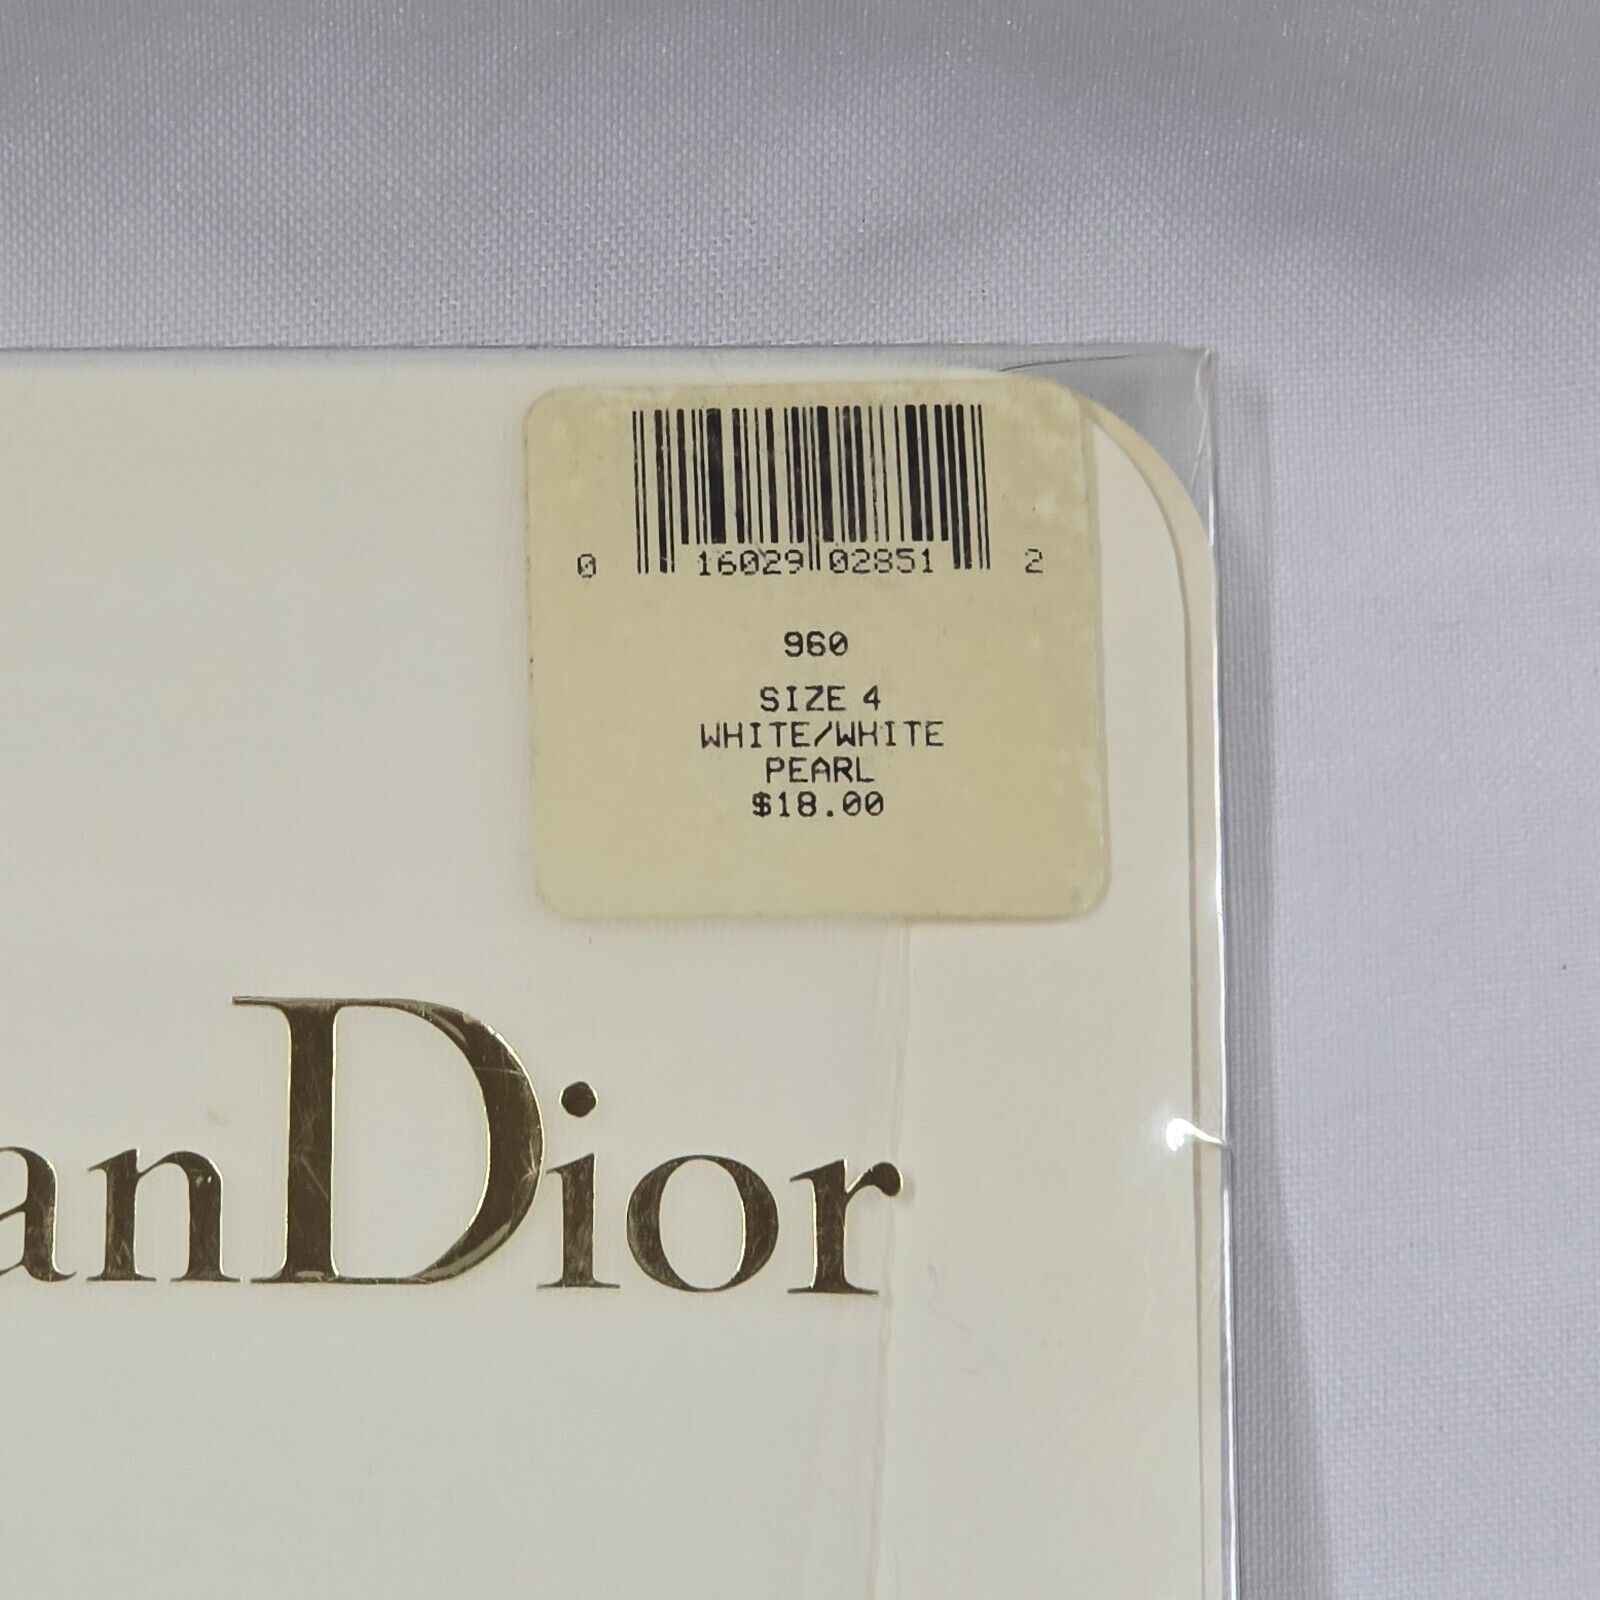 0 16029 02851 2
960
SIZE 4
WHITE/WHITE
PEARL
$18.00
anDior